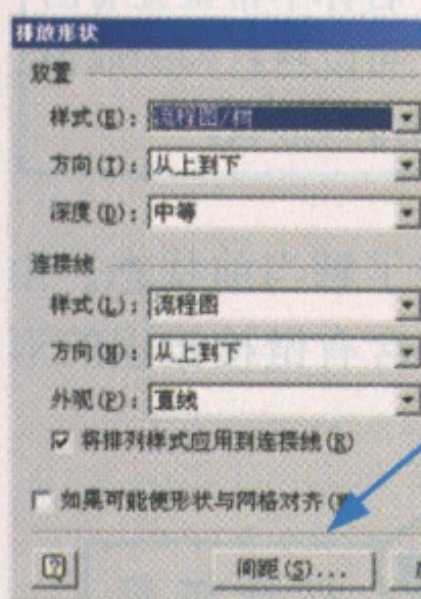 排放形状
放置
样式(E): 流程图/树
方向(I): 从上到下
深度(D): 中等
连接线
样式(L): 流程图
方向(N): 从上到下
外观(P): 直线
将排列样式应用到连接线(R)
如果可能使形状与网格对齐(
间距(S)...